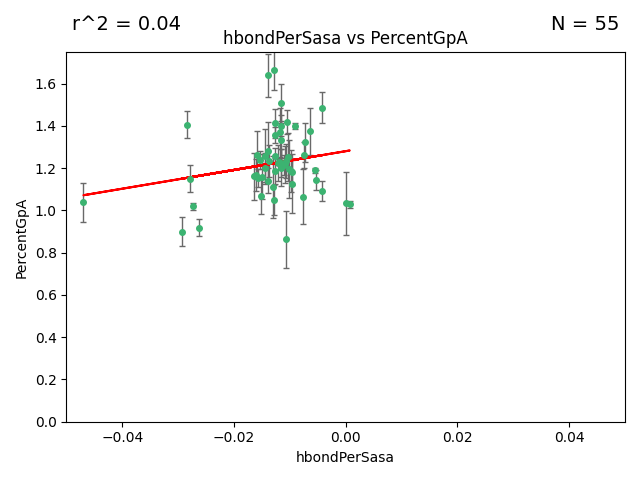 r^2 = 0.04
N = 55
hbondPerSasa vs PercentGpA
PercentGpA
1.6
1.4
1.2
1.0
0.8
0.6
0.4
0.2
0.0
−0.04
−0.02
0.00
0.02
0.04
hbondPerSasa